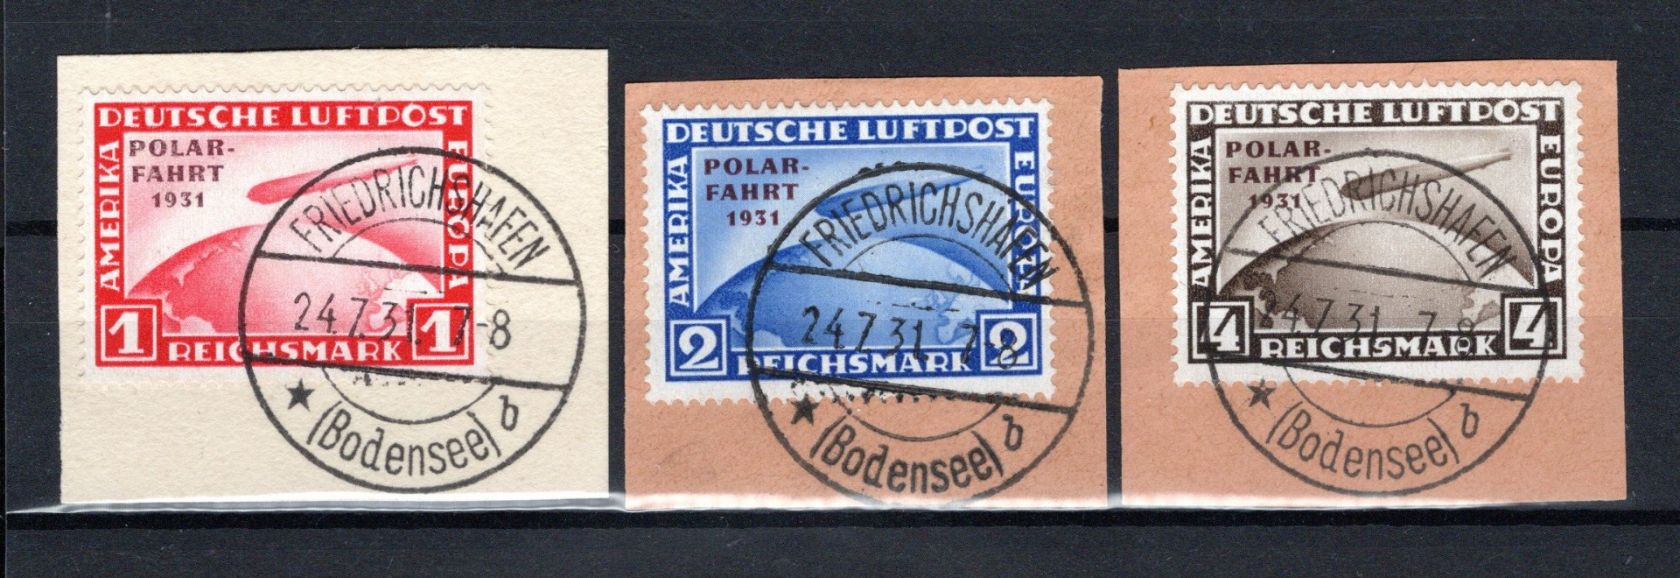 DEUTSCHE LUFTPOST
AMERIKA
EUROPA
POLAR-
FAHRT
1931
1 REICHSMARK 1
FRIEDRICHSHAFEN
24.7.31. 7-8
★ (Bodensee) b
DEUTSCHE LUFTPOST
AMERIKA
EUROPA
POLAR-
FAHRT
1931
2 REICHSMARK 2
FRIEDRICHSHAFEN
24.7.31. 7-8
★ (Bodensee) b
DEUTSCHE LUFTPOST
AMERIKA
EUROPA
POLAR-
FAHRT
1931
4 REICHSMARK 4
FRIEDRICHSHAFEN
24.7.31. 7-8
★ (Bodensee) b